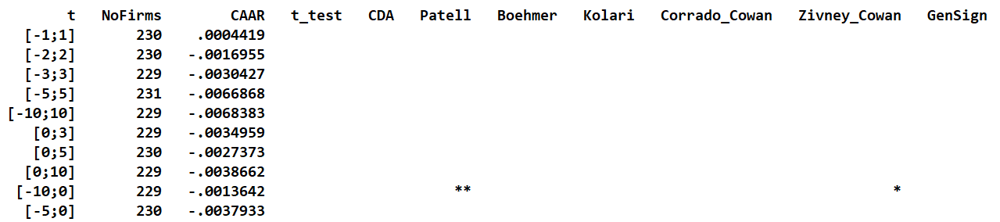 t NoFirms CAAR t_test CDA Patell Boehmer Kolari Corrado_Cowan Zivney_Cowan GenSign
[-1;1] 230 .0004419
[-2;2] 230 -.0016955
[-3;3] 229 -.0030427
[-5;5] 231 -.0066868
[-10;10] 229 -.0068383
[0;3] 229 -.0034959
[0;5] 230 -.0027373
[0;10] 229 -.0038662
[-10;0] 229 -.0013642 ** *
[-5;0] 230 -.0037933